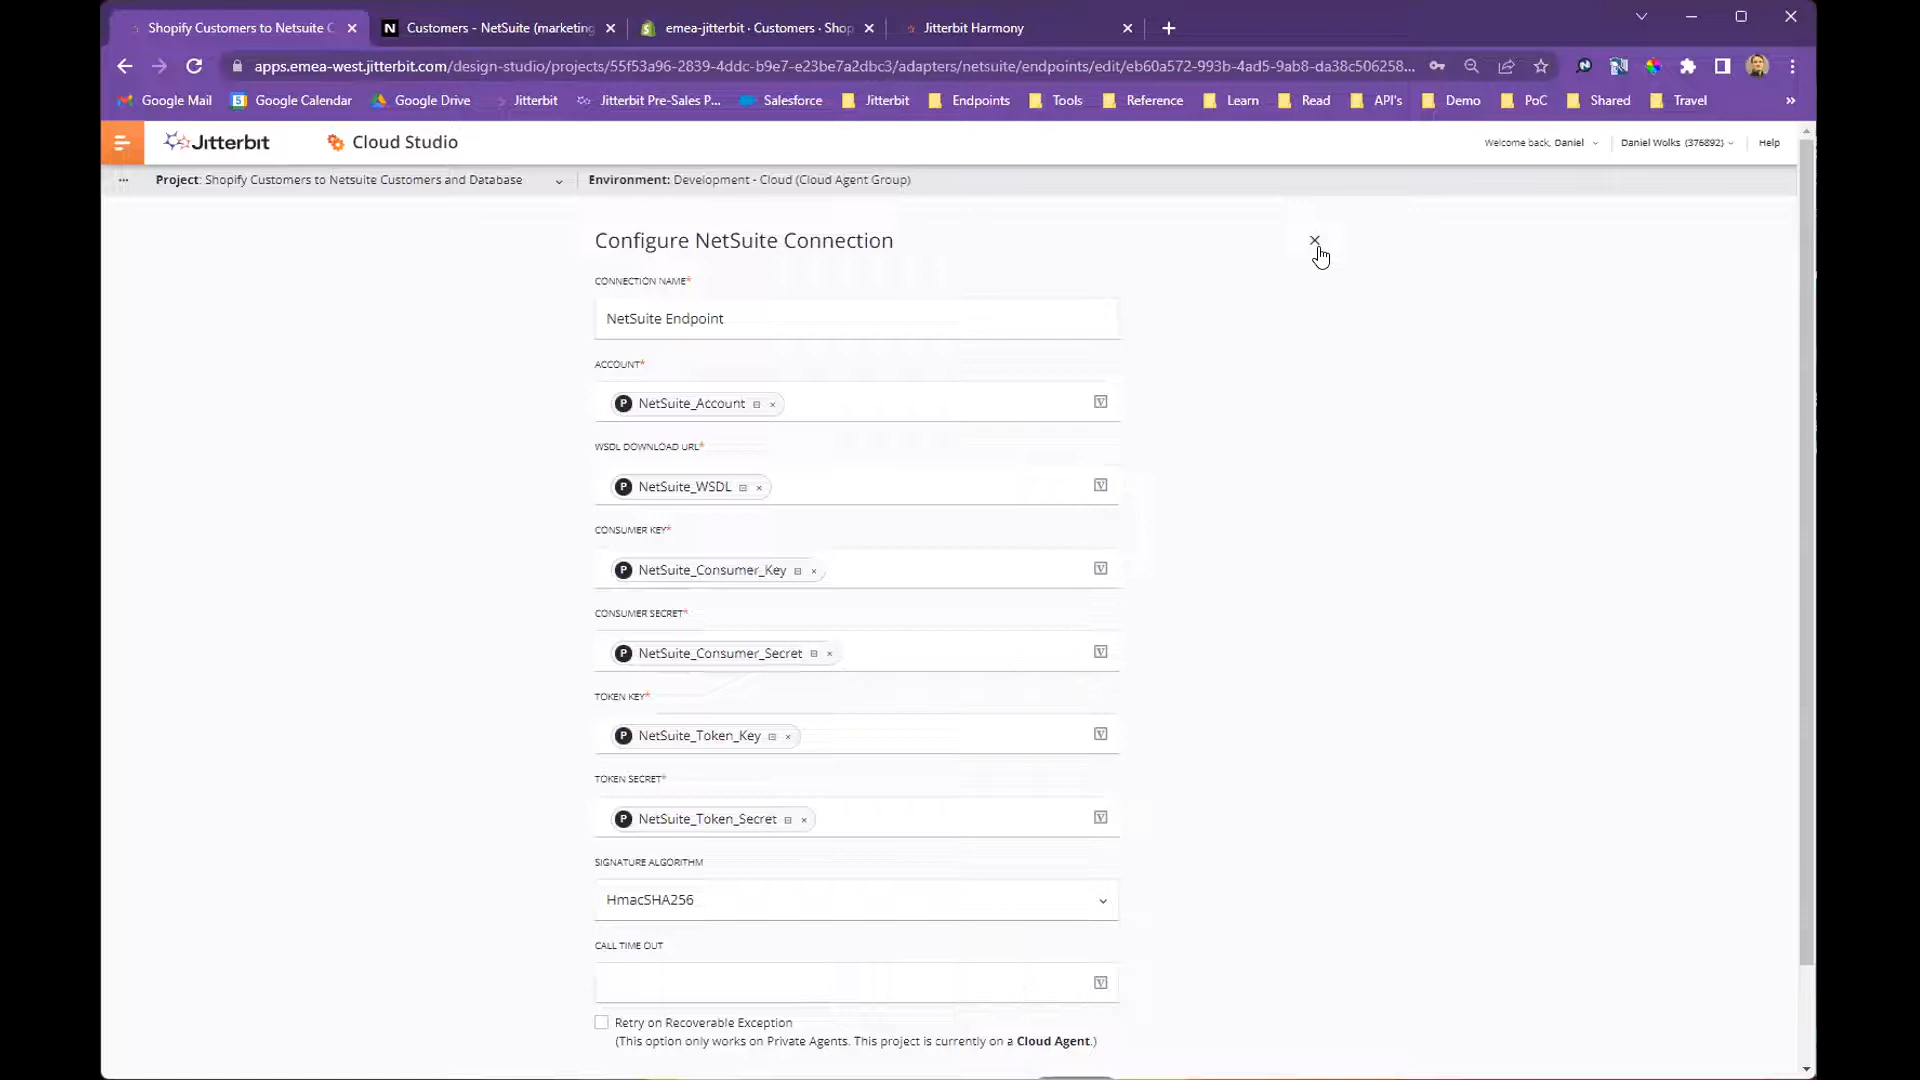 Shopify Customers to Netsuite C
Customers - NetSuite (marketing
emea-jitterbit · Customers · Shop
Jitterbit Harmony
apps.emea-west.jitterbit.com/design-studio/projects/55f53a96-2839-4ddc-b9e7-e23be7a2dbc3/adapters/netsuite/endpoints/edit/eb60a572-993b-4ad5-9ab8-da38c506258...
Google Mail
Google Calendar
Google Drive
Jitterbit
Jitterbit Pre-Sales P...
Salesforce
Jitterbit
Endpoints
Tools
Reference
Learn
Read
API's
Demo
PoC
Shared
Travel
»
Jitterbit
Cloud Studio
Welcome back, Daniel
Daniel Wolks (376892)
Help
...
Project: Shopify Customers to Netsuite Customers and Database
Environment: Development - Cloud (Cloud Agent Group)
Configure NetSuite Connection
CONNECTION NAME*
NetSuite Endpoint
ACCOUNT*
P NetSuite_Account
WSDL DOWNLOAD URL*
P NetSuite_WSDL
CONSUMER KEY*
P NetSuite_Consumer_Key
CONSUMER SECRET*
P NetSuite_Consumer_Secret
TOKEN KEY*
P NetSuite_Token_Key
TOKEN SECRET*
P NetSuite_Token_Secret
SIGNATURE ALGORITHM
HmacSHA256
CALL TIME OUT
Retry on Recoverable Exception
(This option only works on Private Agents. This project is currently on a Cloud Agent.)